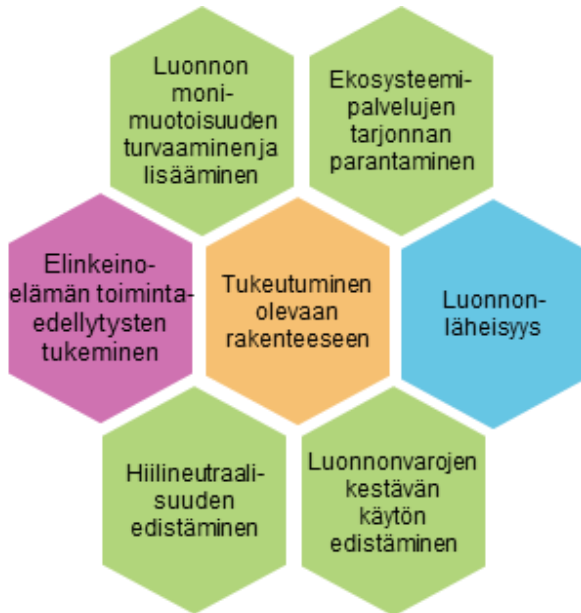 Luonnon
moni-
muotoisuuden
turvaaminen ja
lisääminen
Ekosysteemi-
palvelujen
tarjonnan
parantaminen
Elinkeino-
elämän toiminta-
edellytysten
tukeminen
Tukeutuminen
olevaan
rakenteeseen
Luonnon-
läheisyys
Hiilineutraali-
suuden
edistäminen
Luonnonvarojen
kestävän
käytön
edistäminen